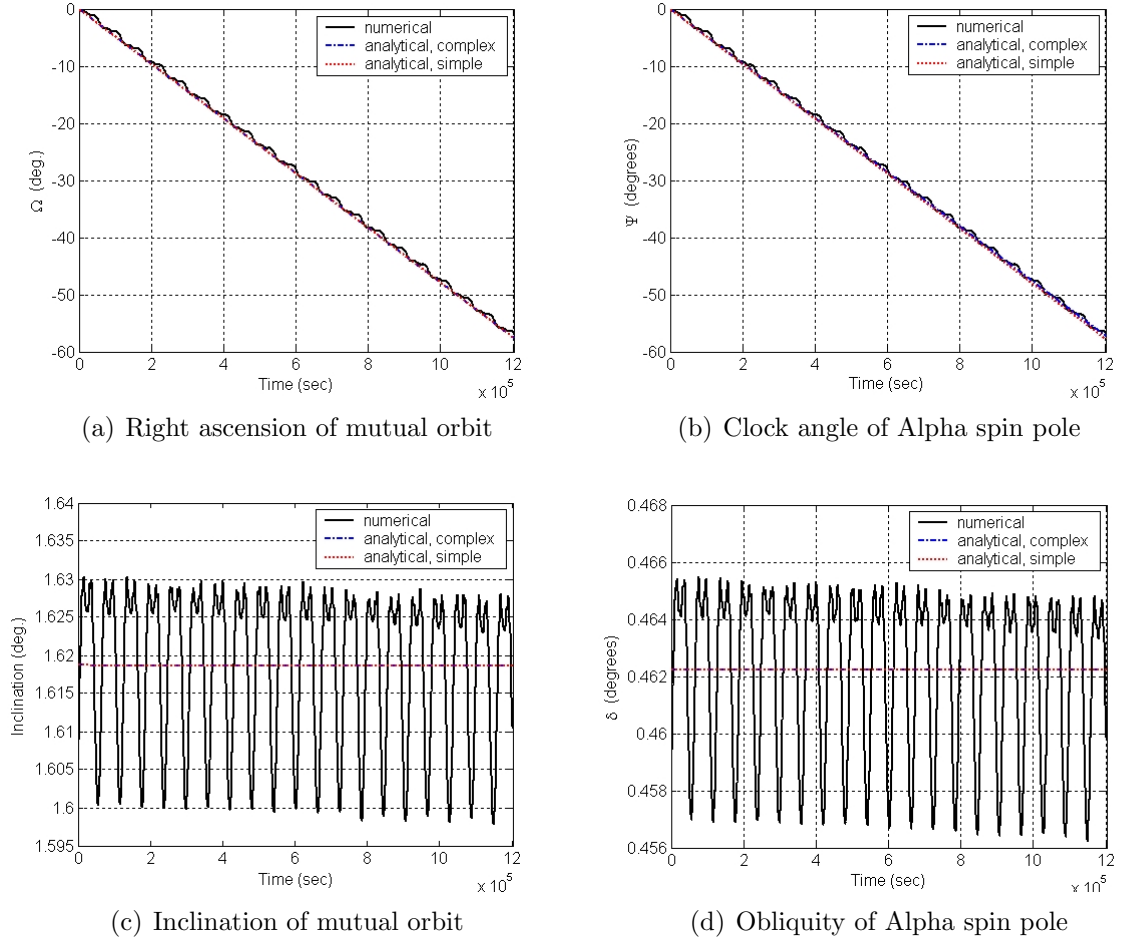 0
-10
-20
-30
-40
-50
-60
Ω (deg.)
numerical
analytical, complex
analytical, simple
0 2 4 6 8 10 12
Time (sec)
x 10^5
(a) Right ascension of mutual orbit
0
-10
-20
-30
-40
-50
-60
Ψ (degrees)
numerical
analytical, complex
analytical, simple
0 2 4 6 8 10 12
Time (sec)
x 10^5
(b) Clock angle of Alpha spin pole
1.64
1.635
1.63
1.625
1.62
1.615
1.61
1.605
1.6
1.595
Inclination (deg.)
numerical
analytical, complex
analytical, simple
0 2 4 6 8 10 12
Time (sec)
x 10^5
(c) Inclination of mutual orbit
0.468
0.466
0.464
0.462
0.46
0.458
0.456
δ (degrees)
numerical
analytical, complex
analytical, simple
0 2 4 6 8 10 12
Time (sec)
x 10^5
(d) Obliquity of Alpha spin pole